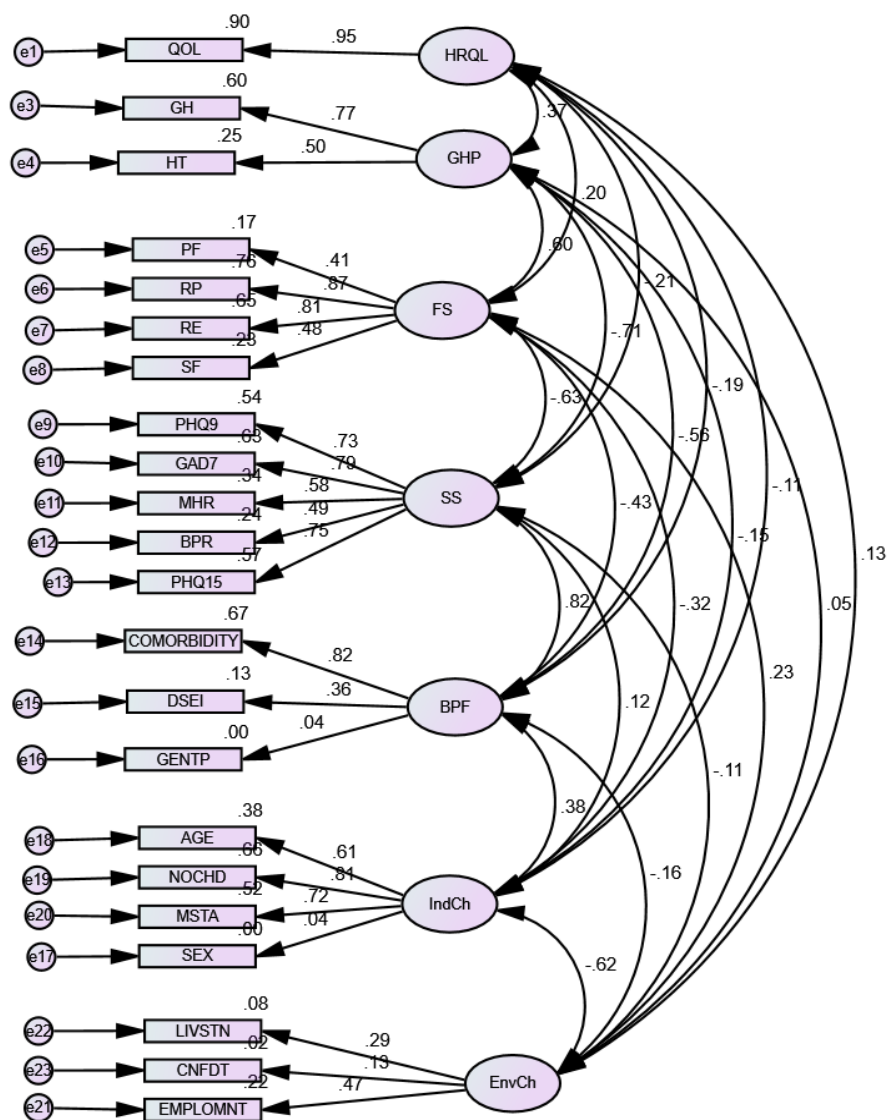 .90
e1 QOL .95 HRQL
.60
e3 GH .77 .37
.25
e4 HT .50 GHP
.20
.17
e5 PF .41 .60
.76
e6 RP .87 FS -.21
.65
e7 RE .81 -.71
.23
e8 SF .48 -.19
.54 -.63
e9 PHQ9 .73 -.56
.63
e10 GAD7 .79
.34
e11 MHR .58 SS -.43 -.11
.24
e12 BPR .49 -.15
.57
e13 PHQ15 .75 .13
.67 .82 -.32 .05
e14 COMORBIDITY .82
.13
e15 DSEI .36 BPF .12 .23
.00
e16 GENTP .04 -.11
.38 .38
e18 AGE .61
.66
e19 NOCHD .81 -.16
.52
e20 MSTA .72 IndCh
.00
e17 SEX .04 -.62
.08
e22 LIVSTN .29
.02
e23 CNFDT .13 EnvCh
.22
e21 EMPLOMNT .47